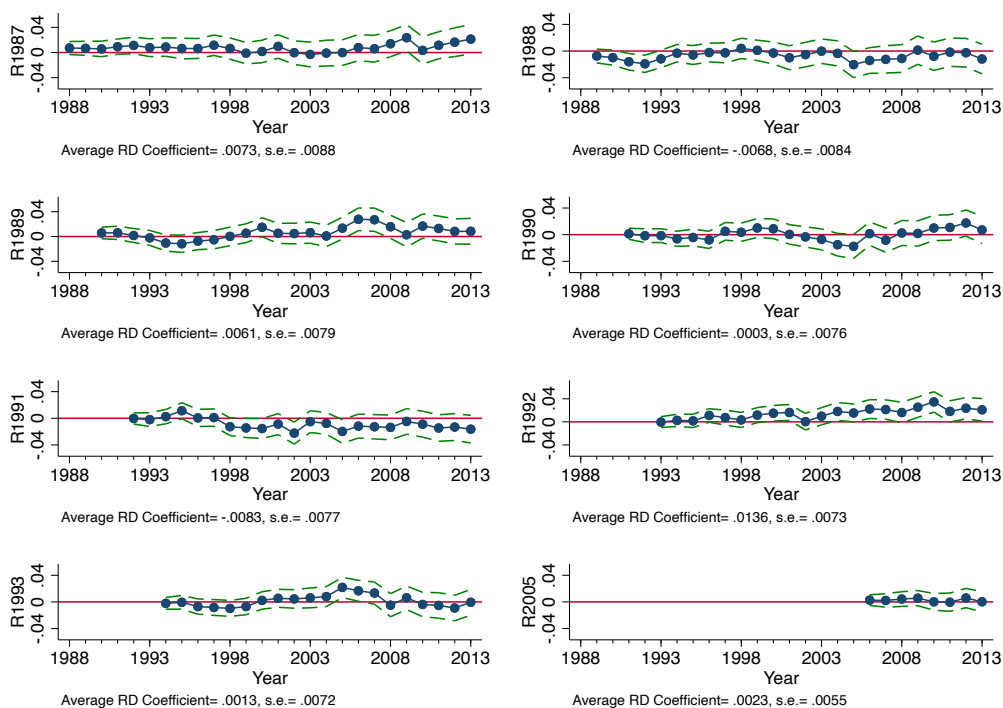 R1987
.04
0
-.04
1988 1993 1998 2003 2008 2013
Year
Average RD Coefficient= .0073, s.e.= .0088
R1988
.04
0
-.04
1988 1993 1998 2003 2008 2013
Year
Average RD Coefficient= -.0068, s.e.= .0084
R1989
.04
0
-.04
1988 1993 1998 2003 2008 2013
Year
Average RD Coefficient= .0061, s.e.= .0079
R1990
.04
0
-.04
1988 1993 1998 2003 2008 2013
Year
Average RD Coefficient= .0003, s.e.= .0076
R1991
.04
0
-.04
1988 1993 1998 2003 2008 2013
Year
Average RD Coefficient= -.0083, s.e.= .0077
R1992
.04
0
-.04
1988 1993 1998 2003 2008 2013
Year
Average RD Coefficient= .0136, s.e.= .0073
R1993
.04
0
-.04
1988 1993 1998 2003 2008 2013
Year
Average RD Coefficient= .0013, s.e.= .0072
R2005
.04
0
-.04
1988 1993 1998 2003 2008 2013
Year
Average RD Coefficient= .0023, s.e.= .0055